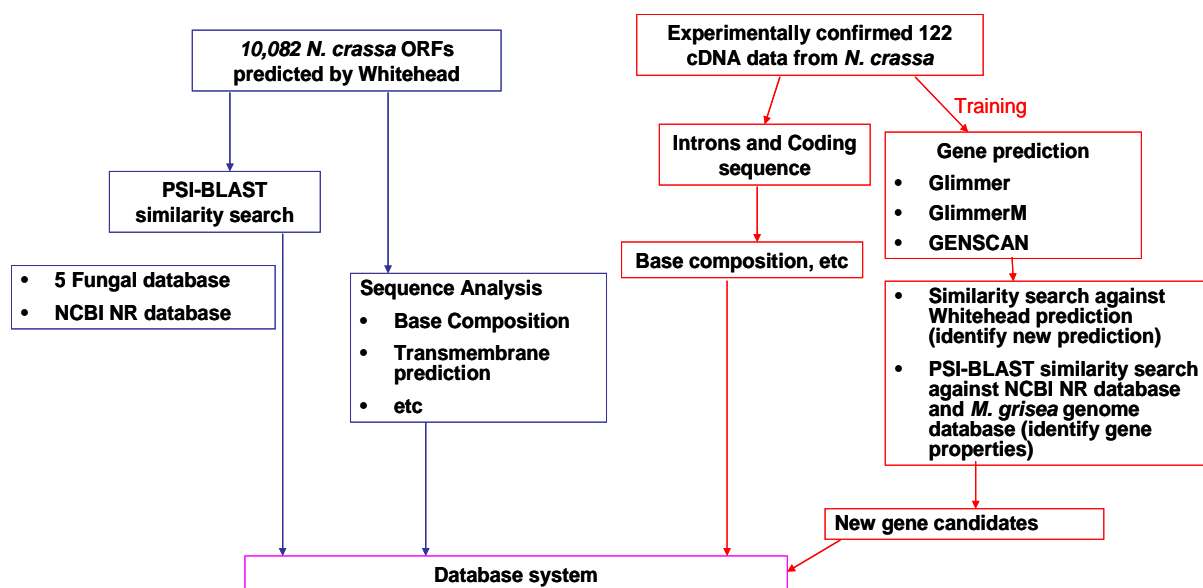 10,082 N. crassa ORFs
predicted by Whitehead
Experimentally confirmed 122
cDNA data from N. crassa
Training
PSI-BLAST
similarity search
Introns and Coding
sequence
Gene prediction
• Glimmer
• GlimmerM
• GENSCAN
• 5 Fungal database
• NCBI NR database
Sequence Analysis
• Base Composition
• Transmembrane
prediction
• etc
Base composition, etc
• Similarity search against
Whitehead prediction
(identify new prediction)
• PSI-BLAST similarity search
against NCBI NR database
and M. grisea genome
database (identify gene
properties)
New gene candidates
Database system